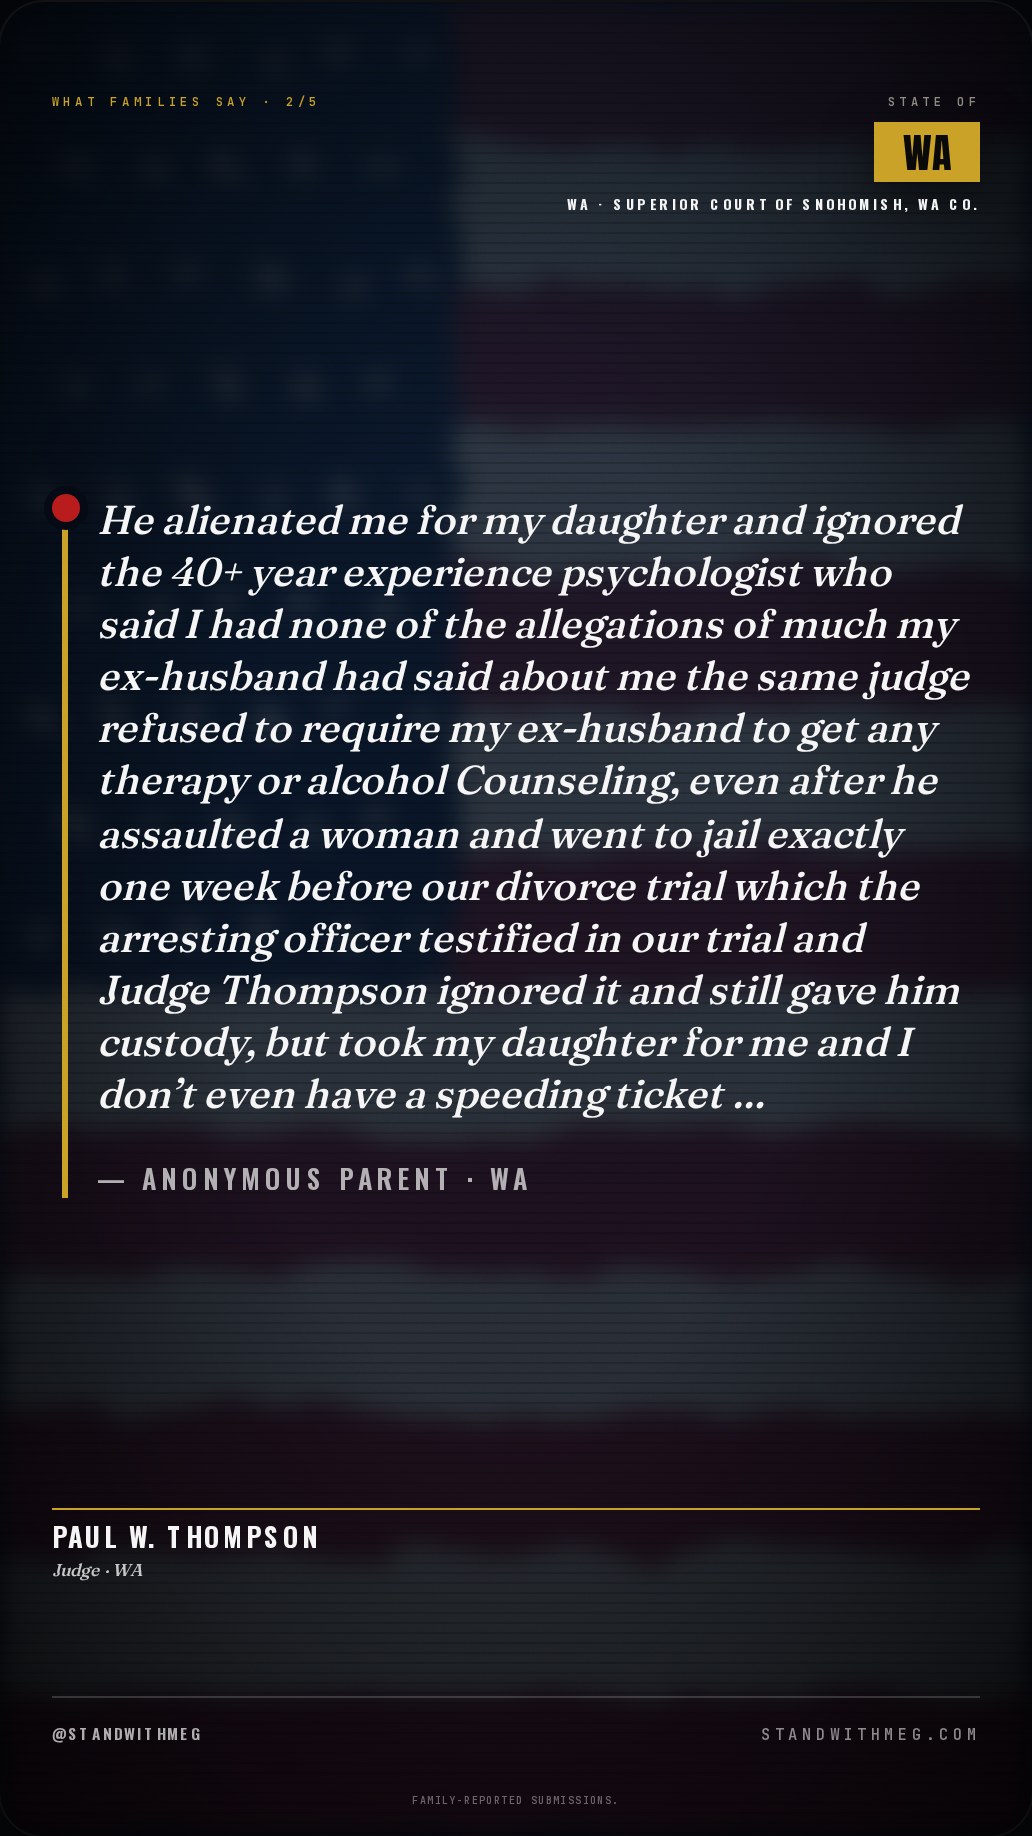 WHAT FAMILIES SAY · 2/5
STATE OF
WA
WA · SUPERIOR COURT OF SNOHOMISH, WA CO.
He alienated me for my daughter and ignored
the 40+ year experience psychologist who
said I had none of the allegations of much my
ex-husband had said about me the same judge
refused to require my ex-husband to get any
therapy or alcohol Counseling, even after he
assaulted a woman and went to jail exactly
one week before our divorce trial which the
arresting officer testified in our trial and
Judge Thompson ignored it and still gave him
custody, but took my daughter for me and I
don’t even have a speeding ticket ...
— ANONYMOUS PARENT · WA
PAUL W. THOMPSON
Judge · WA
@STANDWITHMEG
STANDWITHMEG.COM
FAMILY-REPORTED SUBMISSIONS.